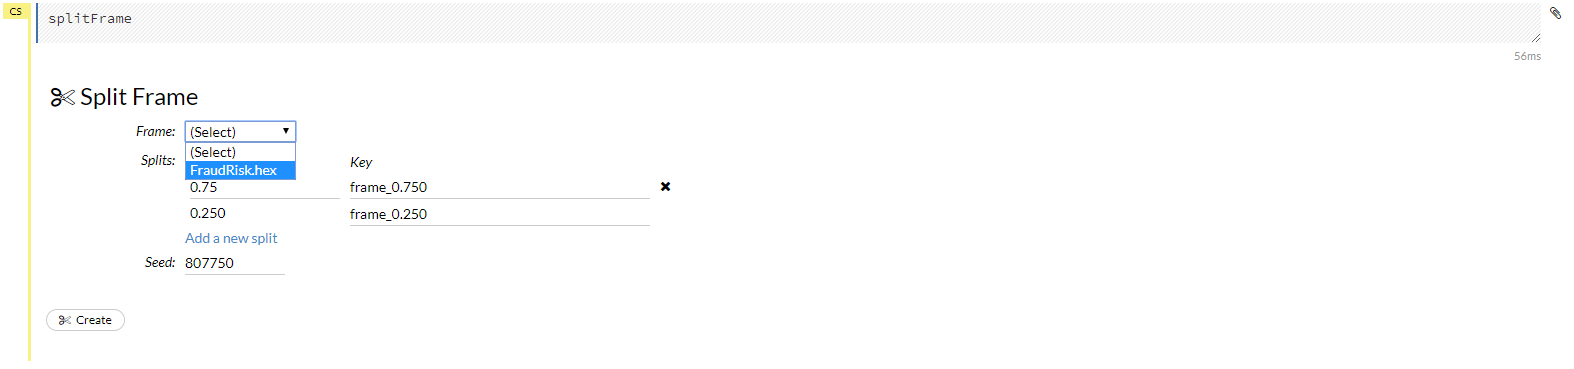 CS
splitFrame
56ms
Split Frame
Frame: (Select)
(Select)
FraudRisk.hex
Splits: Key
0.75 frame_0.750
0.250 frame_0.250
Add a new split
Seed: 807750
Create